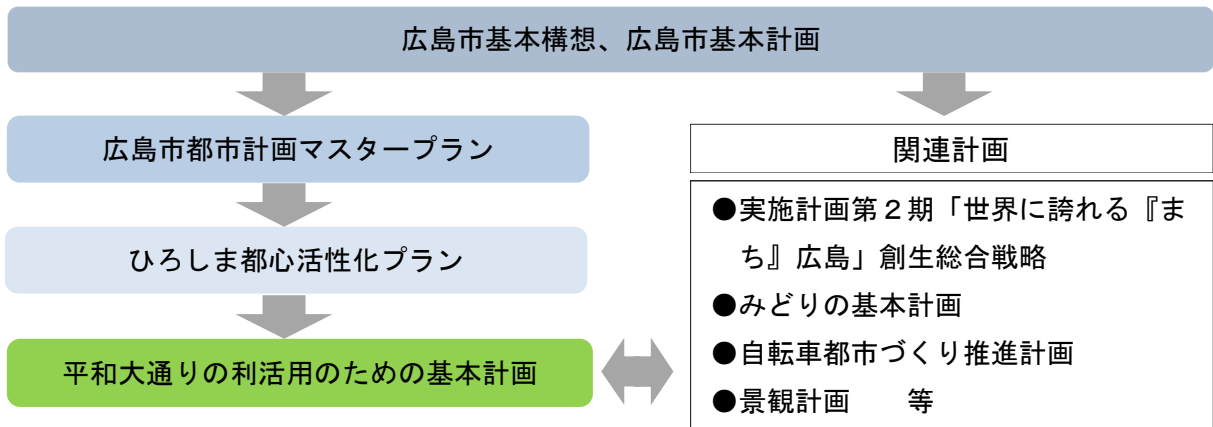 広島市基本構想、広島市基本計画
広島市都市計画マスタープラン
ひろしま都心活性化プラン
平和大通りの利活用のための基本計画
関連計画
●実施計画第２期「世界に誇れる『ま
ち』広島」創生総合戦略
●みどりの基本計画
●自転車都市づくり推進計画
●景観計画　　等